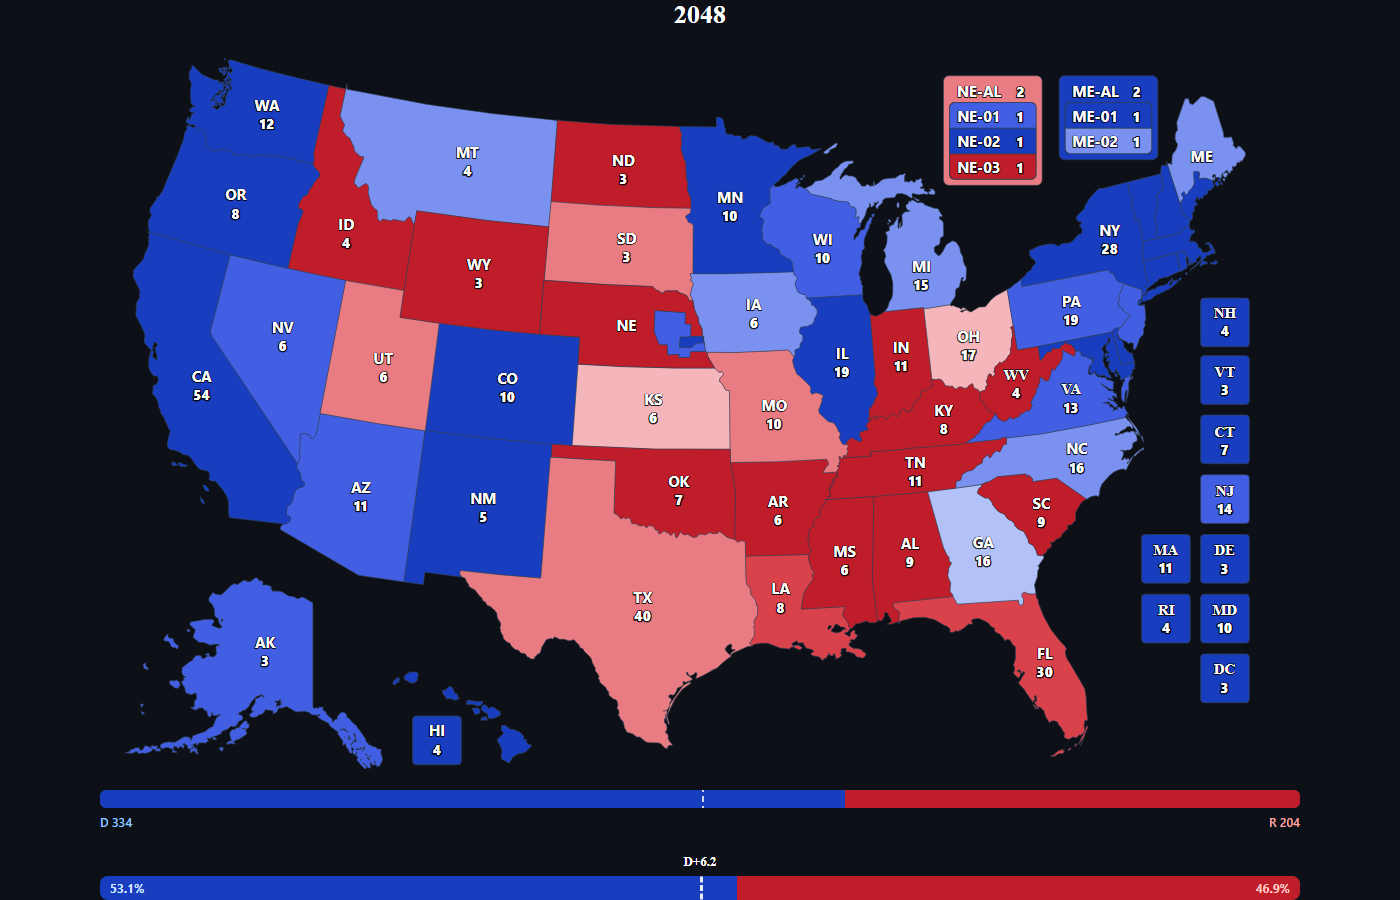 2048
WA
12
OR
8
CA
54
NV
6
ID
4
MT
4
WY
3
UT
6
AZ
11
CO
10
NM
5
ND
3
SD
3
NE
KS
6
OK
7
TX
40
MN
10
IA
6
MO
10
AR
6
LA
8
WI
10
IL
19
MI
15
IN
11
OH
17
KY
8
TN
11
MS
6
AL
9
GA
16
FL
30
SC
9
NC
16
VA
13
WV
4
PA
19
NY
28
ME
NE-AL 2
NE-01 1
NE-02 1
NE-03 1
ME-AL 2
ME-01 1
ME-02 1
NH
4
VT
3
CT
7
NJ
14
MA
11
DE
3
RI
4
MD
10
DC
3
AK
3
HI
4
D 334
R 204
D+6.2
53.1%
46.9%